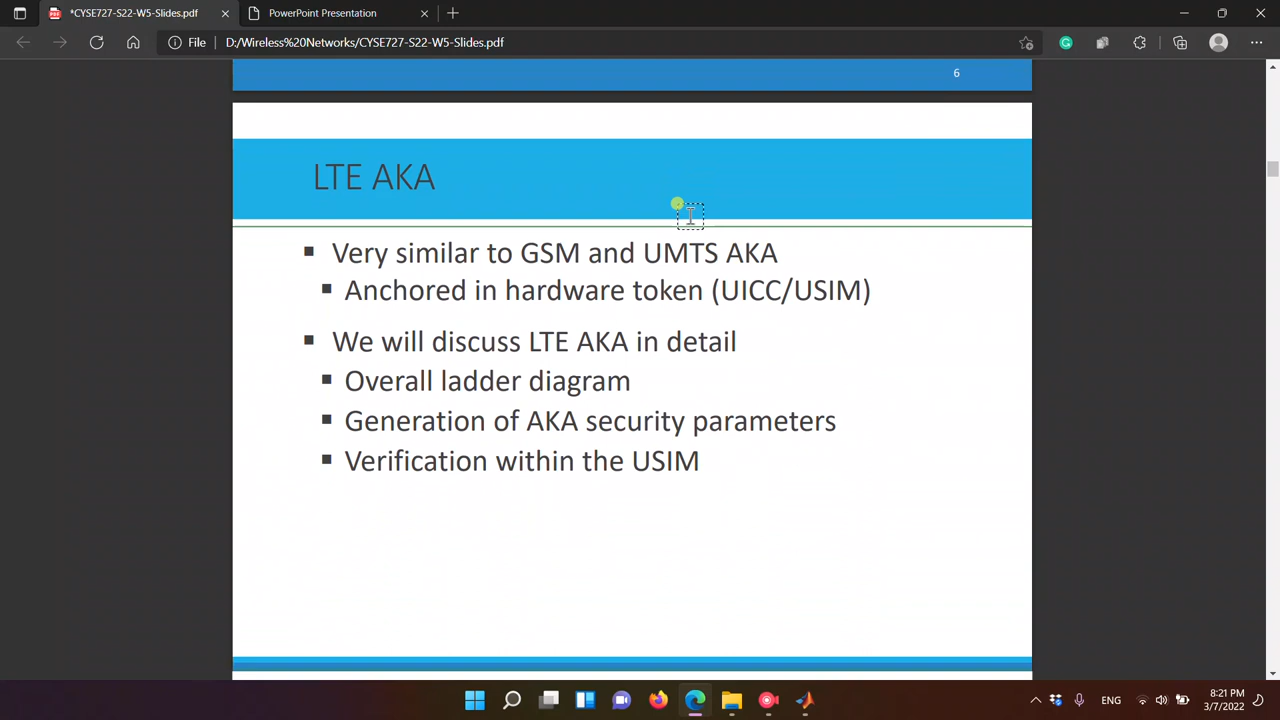 *CYSE727-S22-W5-Slides.pdf
PowerPoint Presentation
File
D:/Wireless%20Networks/CYSE727-S22-W5-Slides.pdf
6
LTE AKA
Very similar to GSM and UMTS AKA
Anchored in hardware token (UICC/USIM)
We will discuss LTE AKA in detail
Overall ladder diagram
Generation of AKA security parameters
Verification within the USIM
ENG
8:21 PM
3/7/2022